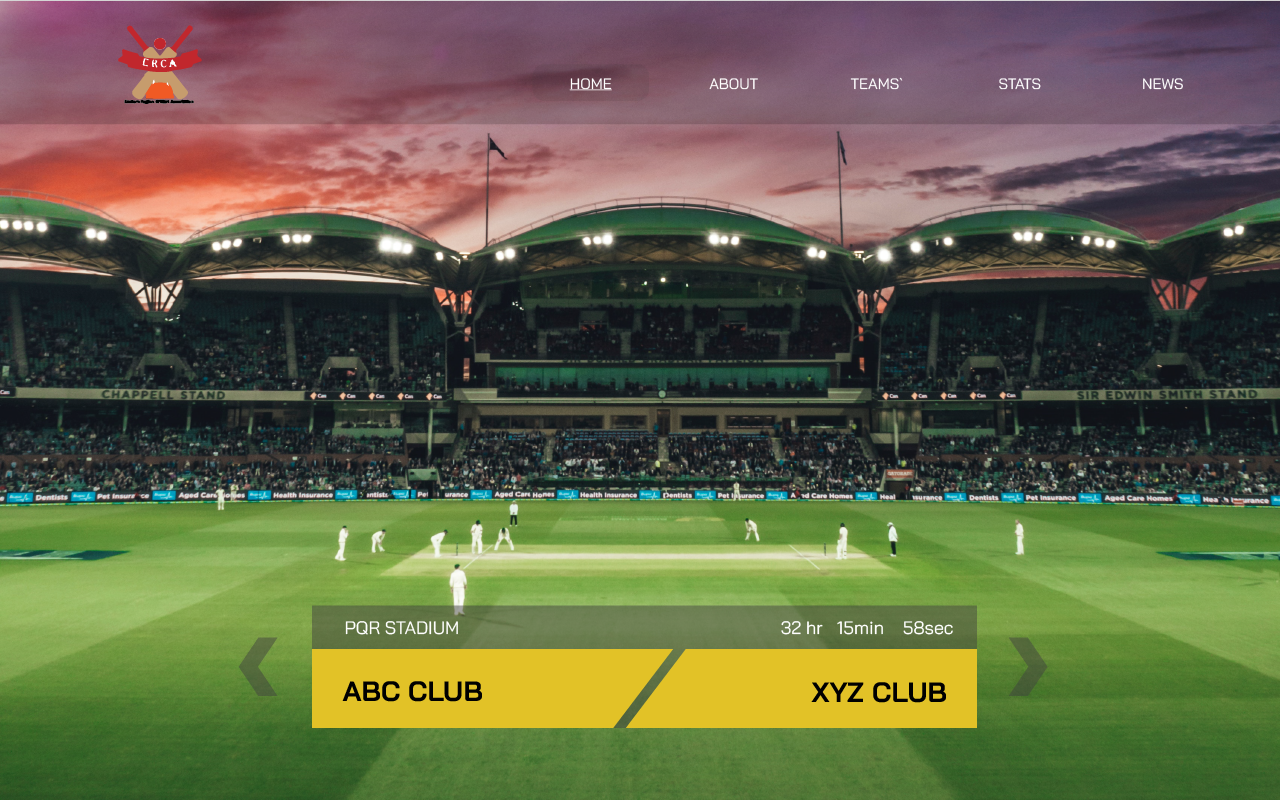 ERCA
HOME ABOUT TEAMS` STATS NEWS
CHAPPELL STAND
SIR EDWIN SMITH STAND
Dentists Pet Insurance Aged Care Homes Health Insurance Dentists Pet Insurance Aged Care Homes Health Insurance Dentists Pet Insurance Aged Care Homes Health Insurance Dentists Pet Insurance Aged Care Homes
PQR STADIUM 32 hr 15min 58sec
ABC CLUB XYZ CLUB